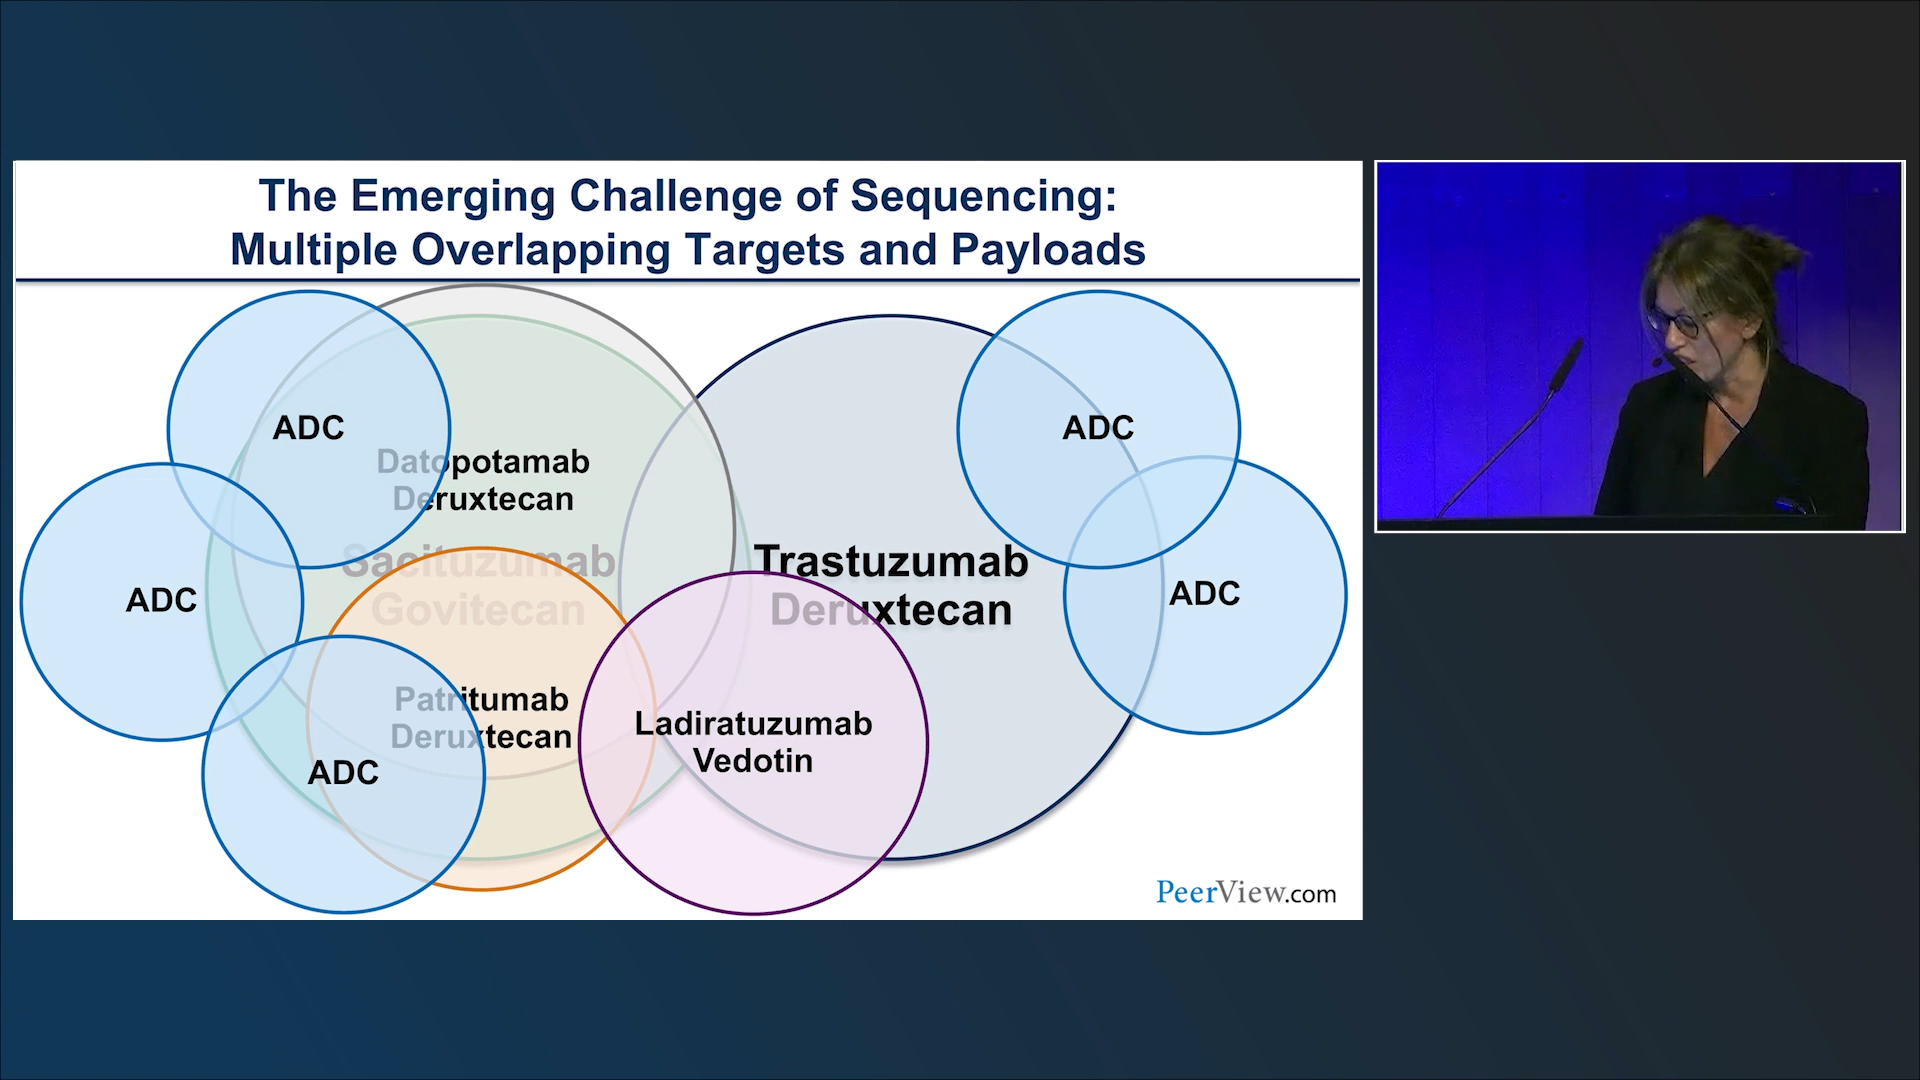 The Emerging Challenge of Sequencing:
Multiple Overlapping Targets and Payloads
ADC
ADC
Datopotamab
Deruxtecan
Sacituzumab
Govitecan
Trastuzumab
Deruxtecan
ADC
ADC
Patritumab
Deruxtecan
Ladiratuzumab
Vedotin
ADC
PeerView.com